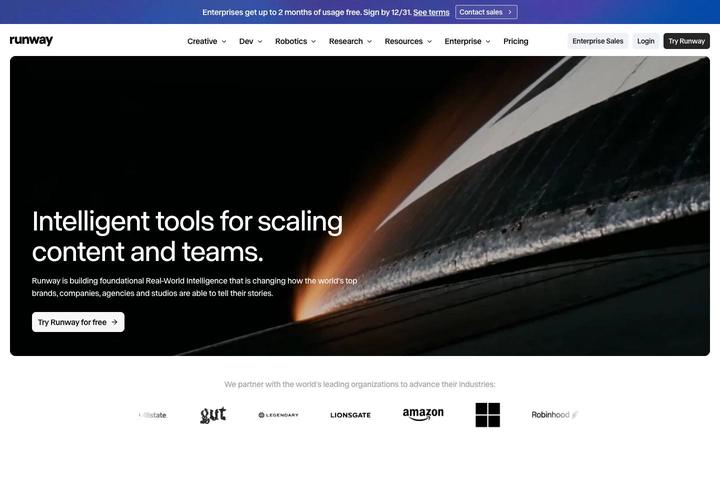 Enterprises get up to 2 months of usage free. Sign by 12/31. See terms
Contact sales
runway
Creative
Dev
Robotics
Research
Resources
Enterprise
Pricing
Enterprise Sales
Login
Try Runway
Intelligent tools for scaling
content and teams.
Runway is building foundational Real-World Intelligence that is changing how the world's top
brands, companies, agencies and studios are able to tell their stories.
Try Runway for free
We partner with the world's leading organizations to advance their industries:
gut
LEGENDARY
LIONSGATE
amazon
Robinhood